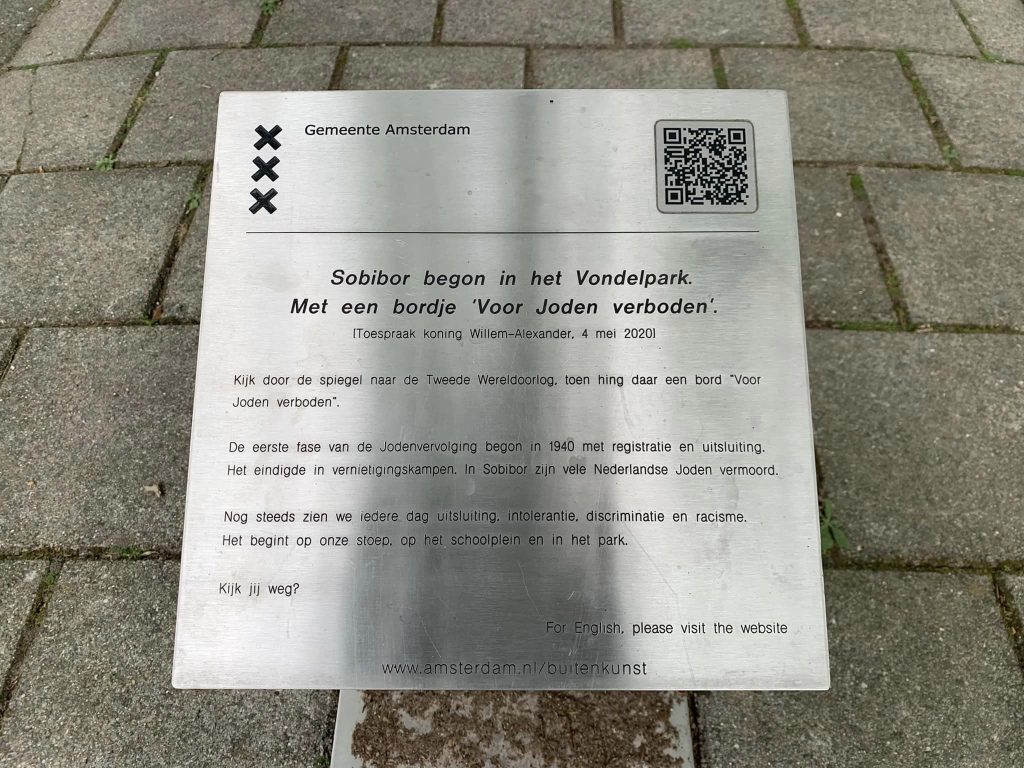 Gemeente Amsterdam
Sobibor begon in het Vondelpark.
Met een bordje 'Voor Joden verboden'.
(Toespraak koning Willem-Alexander, 4 mei 2020)
Kijk door de spiegel naar de Tweede Wereldoorlog, toen hing daar een bord "Voor
Joden verboden".
De eerste fase van de Jodenvervolging begon in 1940 met registratie en uitsluiting.
Het eindigde in vernietigingskampen. In Sobibor zijn vele Nederlandse Joden vermoord.
Nog steeds zien we iedere dag uitsluiting, intolerantie, discriminatie en racisme.
Het begint op onze stoep, op het schoolplein en in het park.
Kijk jij weg?
For English, please visit the website
www.amsterdam.nl/buitenkunst